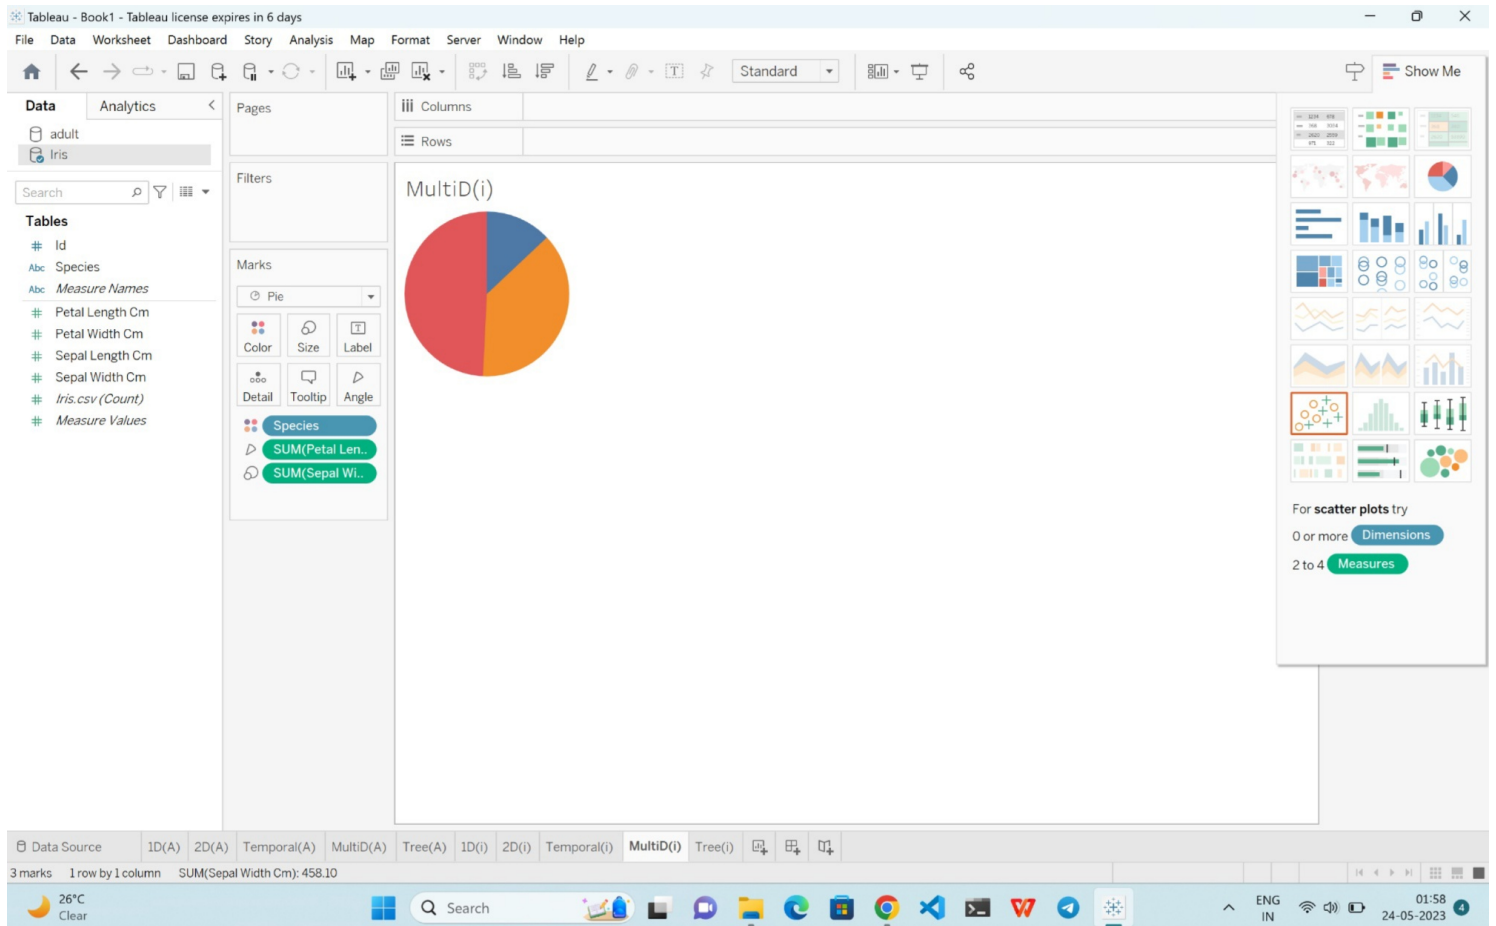 Tableau - Book1 - Tableau license expires in 6 days
File Data Worksheet Dashboard Story Analysis Map Format Server Window Help
Standard
Show Me
Data Analytics
adult
Iris
Search
Tables
Id
Abc Species
Abc Measure Names
Petal Length Cm
Petal Width Cm
Sepal Length Cm
Sepal Width Cm
Iris.csv (Count)
Measure Values
Pages
Filters
Marks
Pie
Color Size Label
Detail Tooltip Angle
Species
SUM(Petal Len..
SUM(Sepal Wi..
Columns
Rows
MultiD(i)
For scatter plots try
0 or more Dimensions
2 to 4 Measures
Data Source 1D(A) 2D(A) Temporal(A) MultiD(A) Tree(A) 1D(i) 2D(i) Temporal(i) MultiD(i) Tree(i)
3 marks 1 row by 1 column SUM(Sepal Width Cm): 458.10
26°C
Clear
Search
ENG
IN
01:58
24-05-2023
4